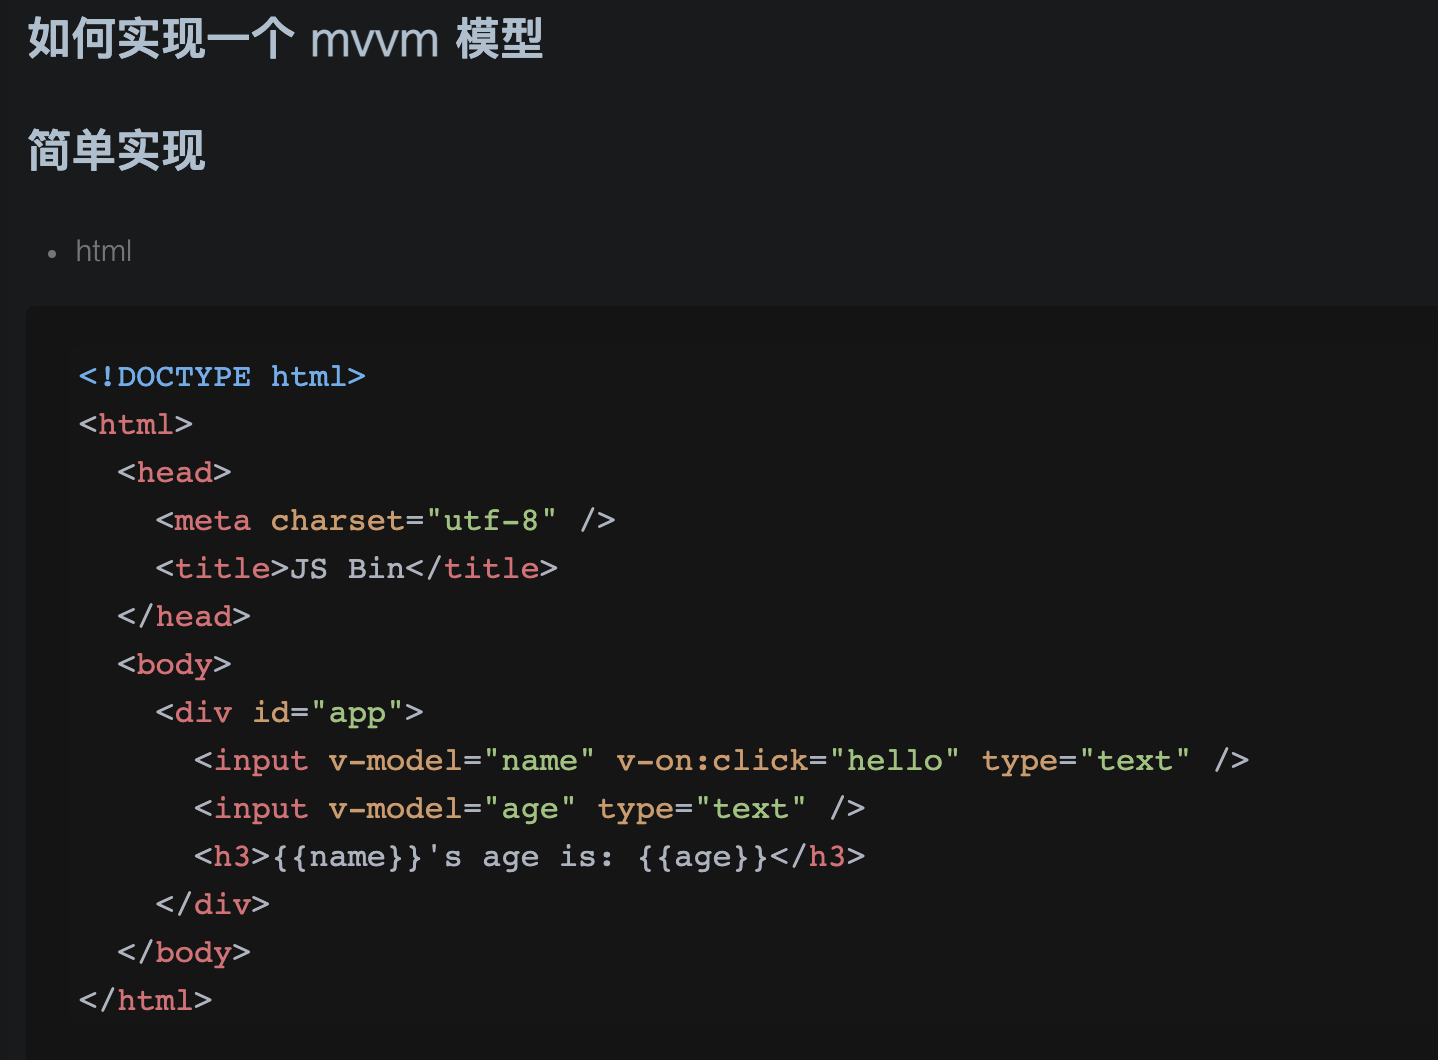 如何实现一个 mvvm 模型
简单实现
• html
<!DOCTYPE html>
<html>
  <head>
    <meta charset="utf-8" />
    <title>JS Bin</title>
  </head>
  <body>
    <div id="app">
      <input v-model="name" v-on:click="hello" type="text" />
      <input v-model="age" type="text" />
      <h3>{{name}}'s age is: {{age}}</h3>
    </div>
  </body>
</html>